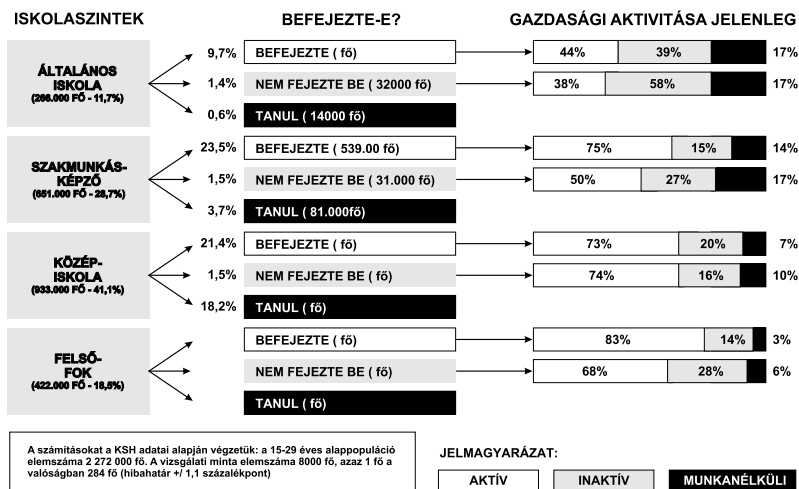 ISKOLASZINTEK
BEFEJEZTE-E?
GAZDASÁGI AKTIVITÁSA JELENLEG
ÁLTALÁNOS
ISKOLA
(266.000 FŐ - 11,7%)
9,7%
BEFEJEZTE ( fő)
44%
39%
17%
1,4%
NEM FEJEZTE BE ( 32000 fő)
38%
58%
17%
0,6%
TANUL ( 14000 fő)
SZAKMUNKÁS-
KÉPZŐ
(651.000 FŐ - 28,7%)
23,5%
BEFEJEZTE ( 539.00 fő)
75%
15%
14%
1,5%
NEM FEJEZTE BE ( 31.000 fő)
50%
27%
17%
3,7%
TANUL ( 81.000fő)
KÖZÉP-
ISKOLA
(933.000 FŐ - 41,1%)
21,4%
BEFEJEZTE ( fő)
73%
20%
7%
1,5%
NEM FEJEZTE BE ( fő)
74%
16%
10%
18,2%
TANUL ( fő)
FELSŐ-
FOK
(422.000 FŐ - 18,5%)
BEFEJEZTE ( fő)
83%
14%
3%
NEM FEJEZTE BE ( fő)
68%
28%
6%
TANUL ( fő)
A számításokat a KSH adatai alapján végetzük: a 15-29 éves alappopuláció
elemszáma 2 272 000 fő. A vizsgálati minta elemszáma 8000 fő, azaz 1 fő a
valóságban 284 fő (hibahatár +/ 1,1 százalékpont)
JELMAGYARÁZAT:
AKTÍV
INAKTÍV
MUNKANÉLKÜLI